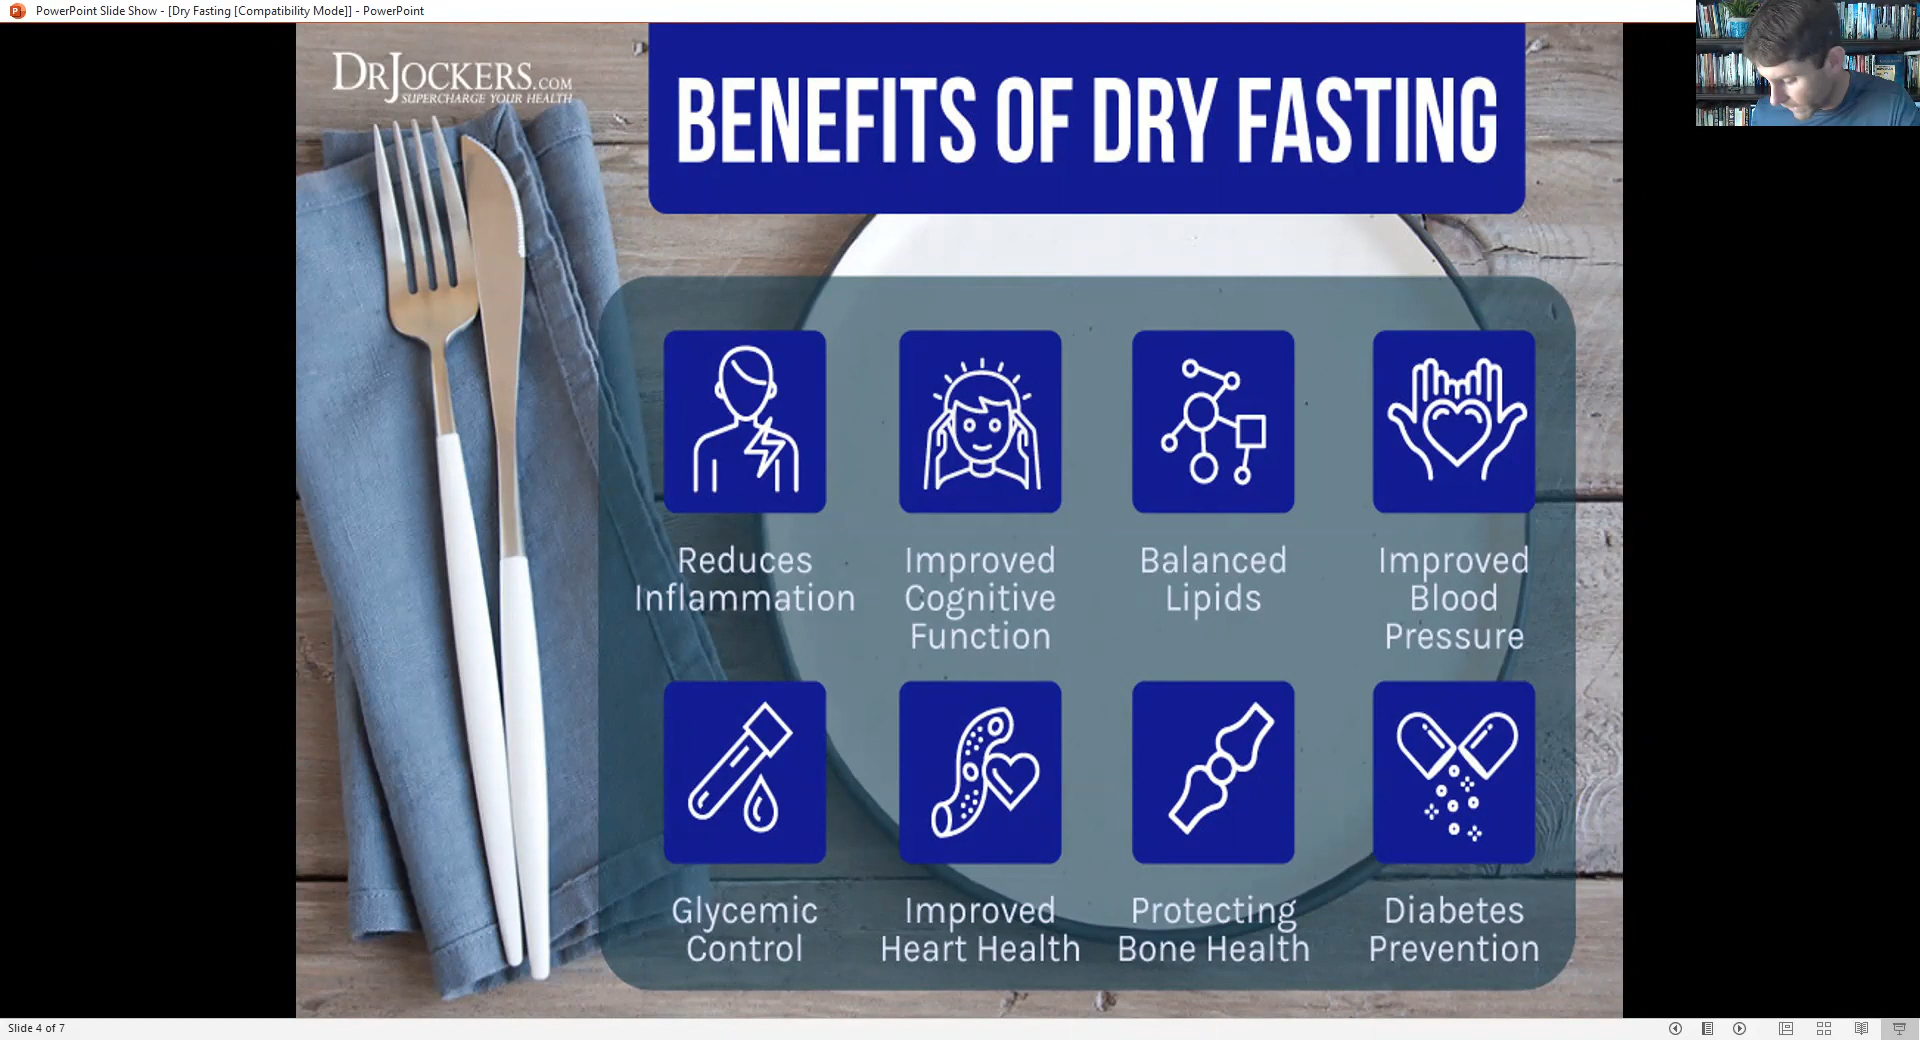 PowerPoint Slide Show - [Dry Fasting [Compatibility Mode]] - PowerPoint
DRJOCKERS.COM
SUPERCHARGE YOUR HEALTH
BENEFITS OF DRY FASTING
Reduces
Inflammation
Improved
Cognitive
Function
Balanced
Lipids
Improved
Blood
Pressure
Glycemic
Control
Improved
Heart Health
Protecting
Bone Health
Diabetes
Prevention
Slide 4 of 7